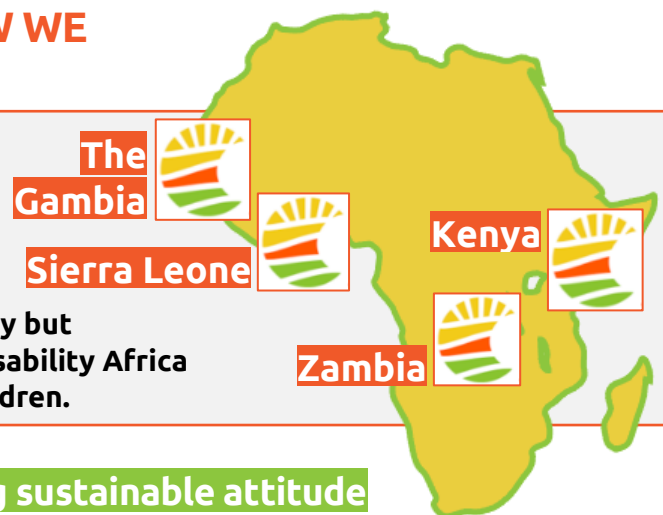 W WE
The
Gambia
Sierra Leone
Kenya
Zambia
y but
sability Africa
dren.
g sustainable attitude